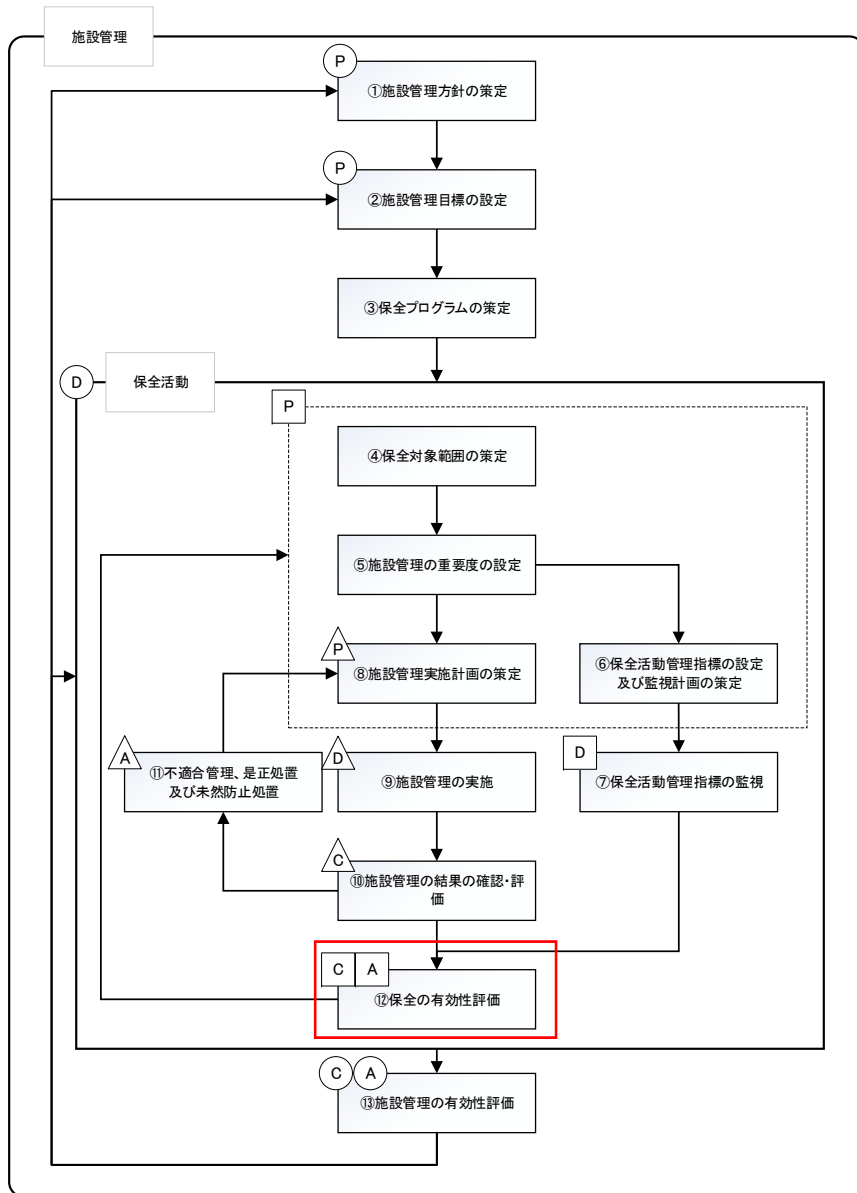 施設管理
P
①施設管理方針の策定
P
②施設管理目標の設定
③保全プログラムの策定
D
保全活動
P
④保全対象範囲の策定
⑤施設管理の重要度の設定
P
⑧施設管理実施計画の策定
⑥保全活動管理指標の設定
及び監視計画の策定
A
⑪不適合管理、是正処置
及び未然防止処置
D
⑨施設管理の実施
D
⑦保全活動管理指標の監視
C
⑩施設管理の結果の確認・評
価
C A
⑫保全の有効性評価
C A
⑬施設管理の有効性評価